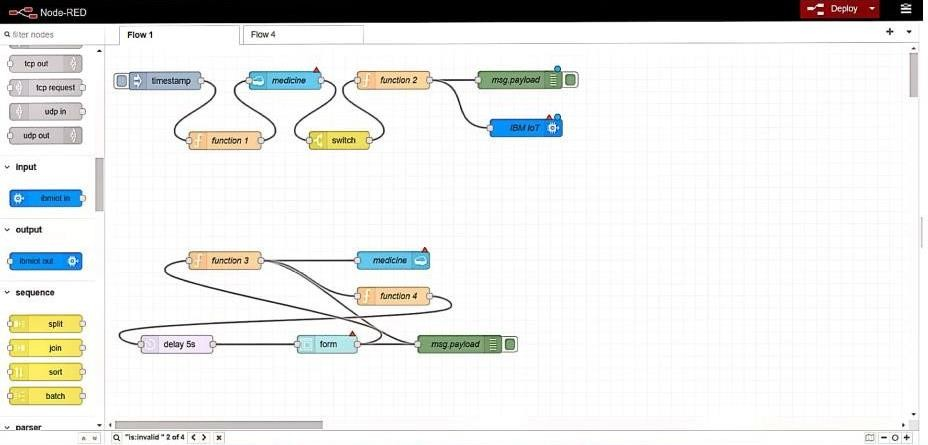 Node-RED
Deploy
filter nodes
Flow 1
Flow 4
tcp out
tcp request
udp in
udp out
input
ibmiot in
output
ibmiot out
sequence
split
join
sort
batch
parser
timestamp
medicine
function 2
msg.payload
IBM IoT
function 1
switch
function 3
medicine
function 4
delay 5s
form
msg.payload
"is:invalid " 2 of 4